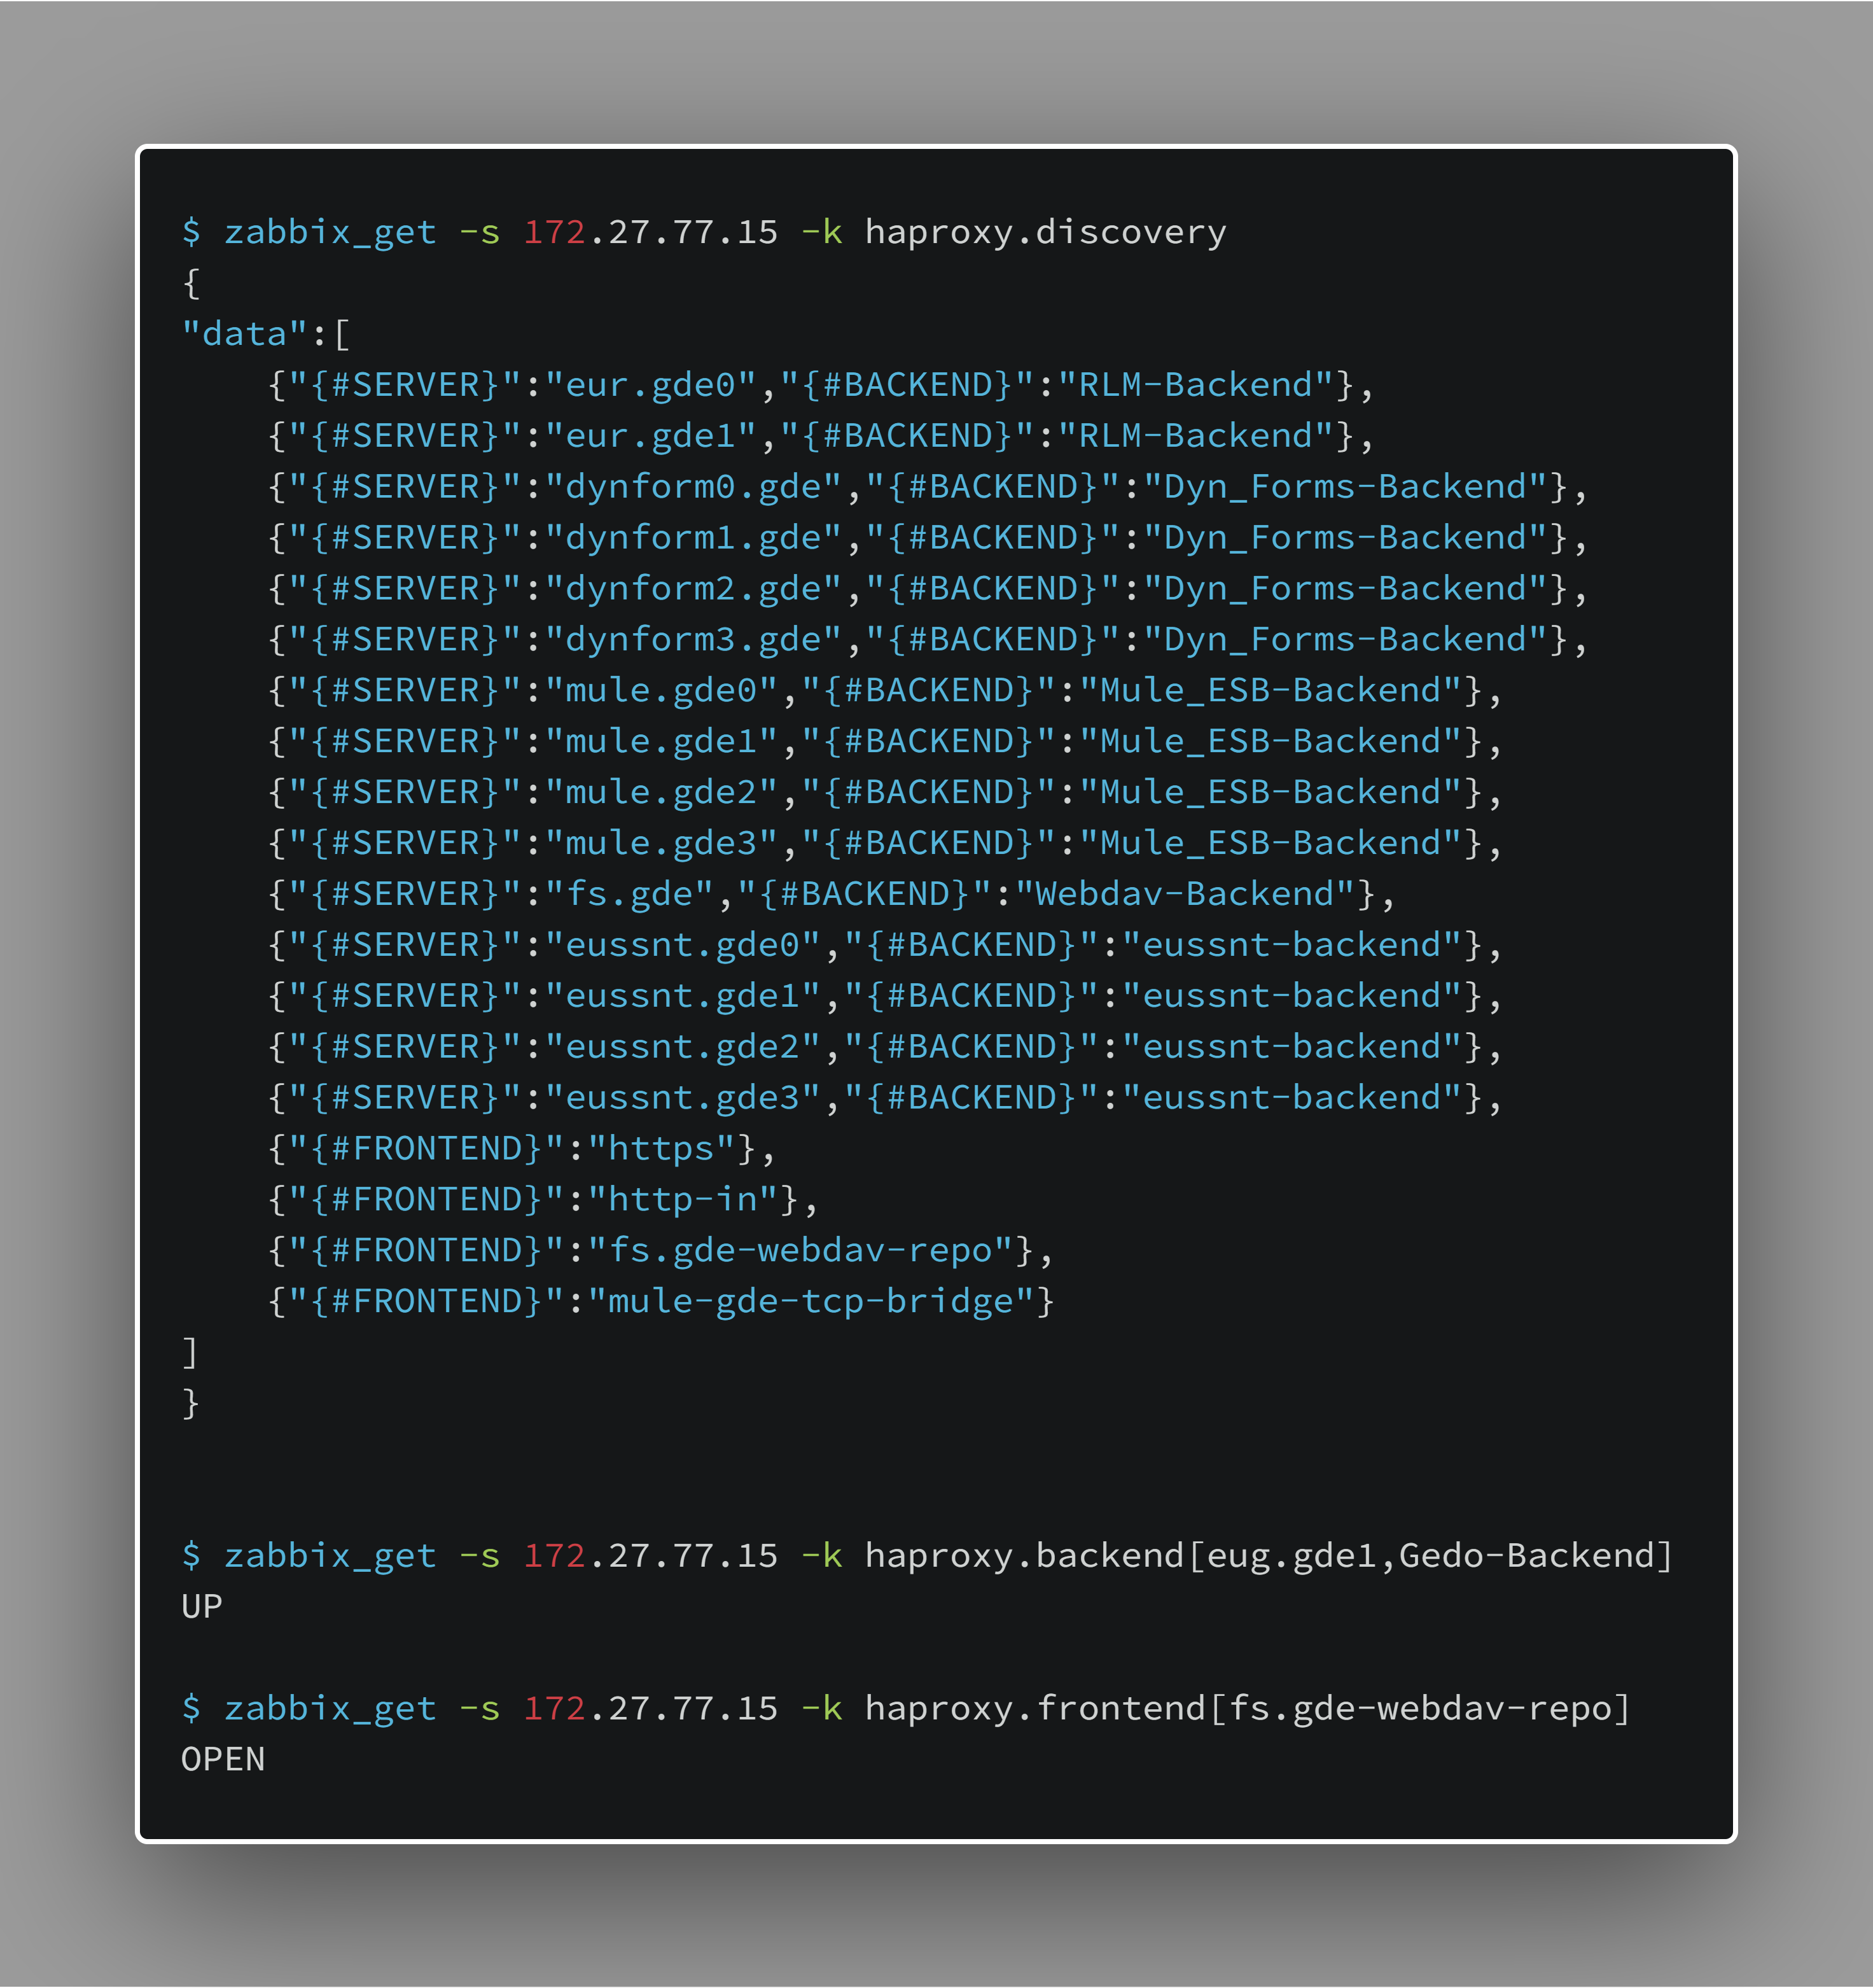 $ zabbix_get -s 172.27.77.15 -k haproxy.discovery
{
"data":[
    {"{#SERVER}":"eur.gde0","{#BACKEND}":"RLM-Backend"},
    {"{#SERVER}":"eur.gde1","{#BACKEND}":"RLM-Backend"},
    {"{#SERVER}":"dynform0.gde","{#BACKEND}":"Dyn_Forms-Backend"},
    {"{#SERVER}":"dynform1.gde","{#BACKEND}":"Dyn_Forms-Backend"},
    {"{#SERVER}":"dynform2.gde","{#BACKEND}":"Dyn_Forms-Backend"},
    {"{#SERVER}":"dynform3.gde","{#BACKEND}":"Dyn_Forms-Backend"},
    {"{#SERVER}":"mule.gde0","{#BACKEND}":"Mule_ESB-Backend"},
    {"{#SERVER}":"mule.gde1","{#BACKEND}":"Mule_ESB-Backend"},
    {"{#SERVER}":"mule.gde2","{#BACKEND}":"Mule_ESB-Backend"},
    {"{#SERVER}":"mule.gde3","{#BACKEND}":"Mule_ESB-Backend"},
    {"{#SERVER}":"fs.gde","{#BACKEND}":"Webdav-Backend"},
    {"{#SERVER}":"eussnt.gde0","{#BACKEND}":"eussnt-backend"},
    {"{#SERVER}":"eussnt.gde1","{#BACKEND}":"eussnt-backend"},
    {"{#SERVER}":"eussnt.gde2","{#BACKEND}":"eussnt-backend"},
    {"{#SERVER}":"eussnt.gde3","{#BACKEND}":"eussnt-backend"},
    {"{#FRONTEND}":"https"},
    {"{#FRONTEND}":"http-in"},
    {"{#FRONTEND}":"fs.gde-webdav-repo"},
    {"{#FRONTEND}":"mule-gde-tcp-bridge"}
]
}
$ zabbix_get -s 172.27.77.15 -k haproxy.backend[eug.gde1,Gedo-Backend]
UP
$ zabbix_get -s 172.27.77.15 -k haproxy.frontend[fs.gde-webdav-repo]
OPEN